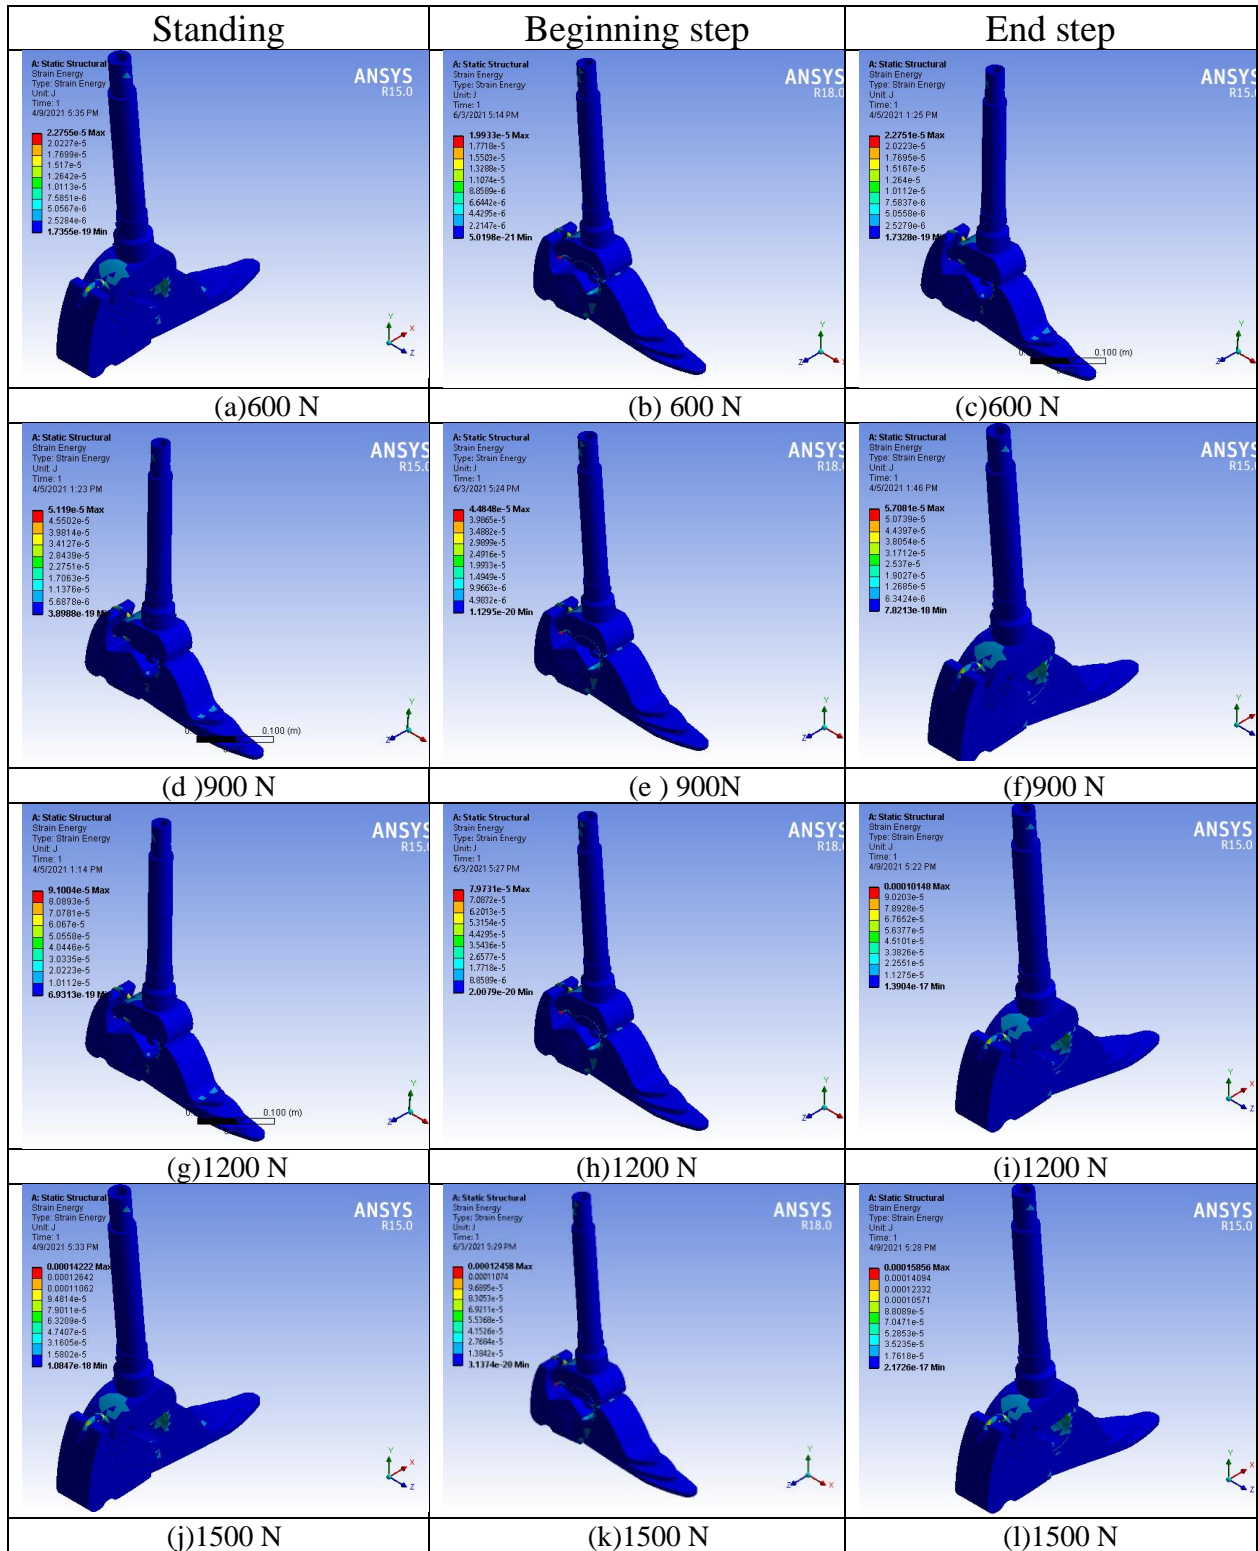 Standing
Beginning step
End step
A: Static Structural
Strain Energy
Type: Strain Energy
Unit: J
Time: 1
4/9/2021 5:35 PM
2.2755e-5 Max
2.0227e-5
1.7699e-5
1.517e-5
1.2642e-5
1.0113e-5
7.5851e-6
5.0567e-6
2.5284e-6
1.7355e-19 Min
ANSYS
R15.0
Y
X
Z
A: Static Structural
Strain Energy
Type: Strain Energy
Unit: J
Time: 1
6/3/2021 5:14 PM
1.9933e-5 Max
1.7718e-5
1.5503e-5
1.3288e-5
1.1074e-5
8.8589e-6
6.6442e-6
4.4295e-6
2.2147e-6
5.0198e-21 Min
ANSYS
R18.0
Y
Z
X
A: Static Structural
Strain Energy
Type: Strain Energy
Unit: J
Time: 1
4/5/2021 1:25 PM
2.2751e-5 Max
2.0223e-5
1.7695e-5
1.5167e-5
1.264e-5
1.0112e-5
7.5837e-6
5.0558e-6
2.5279e-6
1.7328e-19 Min
ANSYS
R15.0
0.100 (m)
Y
Z
(a)600 N
(b) 600 N
(c)600 N
A: Static Structural
Strain Energy
Type: Strain Energy
Unit: J
Time: 1
4/5/2021 1:23 PM
5.119e-5 Max
4.5502e-5
3.9814e-5
3.4127e-5
2.8439e-5
2.2751e-5
1.7063e-5
1.1376e-5
5.6878e-6
3.8988e-19 Min
ANSYS
R15.0
0.100 (m)
Y
Z
A: Static Structural
Strain Energy
Type: Strain Energy
Unit: J
Time: 1
6/3/2021 5:24 PM
4.4848e-5 Max
3.9865e-5
3.4882e-5
2.9899e-5
2.4916e-5
1.9933e-5
1.4949e-5
9.9663e-6
4.9832e-6
1.1295e-20 Min
ANSYS
R18.0
Y
Z
A: Static Structural
Strain Energy
Type: Strain Energy
Unit: J
Time: 1
4/5/2021 1:46 PM
5.7081e-5 Max
5.0739e-5
4.4397e-5
3.8054e-5
3.1712e-5
2.537e-5
1.9027e-5
1.2685e-5
6.3424e-6
7.8213e-18 Min
ANSYS
R15.0
Y
Z
(d )900 N
(e ) 900N
(f)900 N
A: Static Structural
Strain Energy
Type: Strain Energy
Unit: J
Time: 1
4/5/2021 1:14 PM
9.1004e-5 Max
8.0893e-5
7.0781e-5
6.067e-5
5.0558e-5
4.0446e-5
3.0335e-5
2.0223e-5
1.0112e-5
6.9313e-19 Min
ANSYS
R15.0
0.100 (m)
Y
Z
A: Static Structural
Strain Energy
Type: Strain Energy
Unit: J
Time: 1
6/3/2021 5:27 PM
7.9731e-5 Max
7.0872e-5
6.2013e-5
5.3154e-5
4.4295e-5
3.5436e-5
2.6577e-5
1.7718e-5
8.8589e-6
2.0079e-20 Min
ANSYS
R18.0
Y
Z
A: Static Structural
Strain Energy
Type: Strain Energy
Unit: J
Time: 1
4/9/2021 5:22 PM
0.00010148 Max
9.0203e-5
7.8928e-5
6.7652e-5
5.6377e-5
4.5101e-5
3.3826e-5
2.2551e-5
1.1275e-5
1.3904e-17 Min
ANSYS
R15.0
Y
X
Z
(g)1200 N
(h)1200 N
(i)1200 N
A: Static Structural
Strain Energy
Type: Strain Energy
Unit: J
Time: 1
4/9/2021 5:33 PM
0.00014222 Max
0.00012642
0.00011062
9.4814e-5
7.9011e-5
6.3209e-5
4.7407e-5
3.1605e-5
1.5802e-5
1.0847e-18 Min
ANSYS
R15.0
Y
X
Z
A: Static Structural
Strain Energy
Type: Strain Energy
Unit: J
Time: 1
6/3/2021 5:29 PM
0.00012458 Max
0.00011074
9.6895e-5
8.3053e-5
6.9211e-5
5.5368e-5
4.1526e-5
2.7684e-5
1.3842e-5
3.1374e-20 Min
ANSYS
R18.0
Y
Z
X
A: Static Structural
Strain Energy
Type: Strain Energy
Unit: J
Time: 1
4/9/2021 5:28 PM
0.00015856 Max
0.00014094
0.00012332
0.00010571
8.8089e-5
7.0471e-5
5.2853e-5
3.5235e-5
1.7618e-5
2.1726e-17 Min
ANSYS
R15.0
Y
X
Z
(j)1500 N
(k)1500 N
(l)1500 N